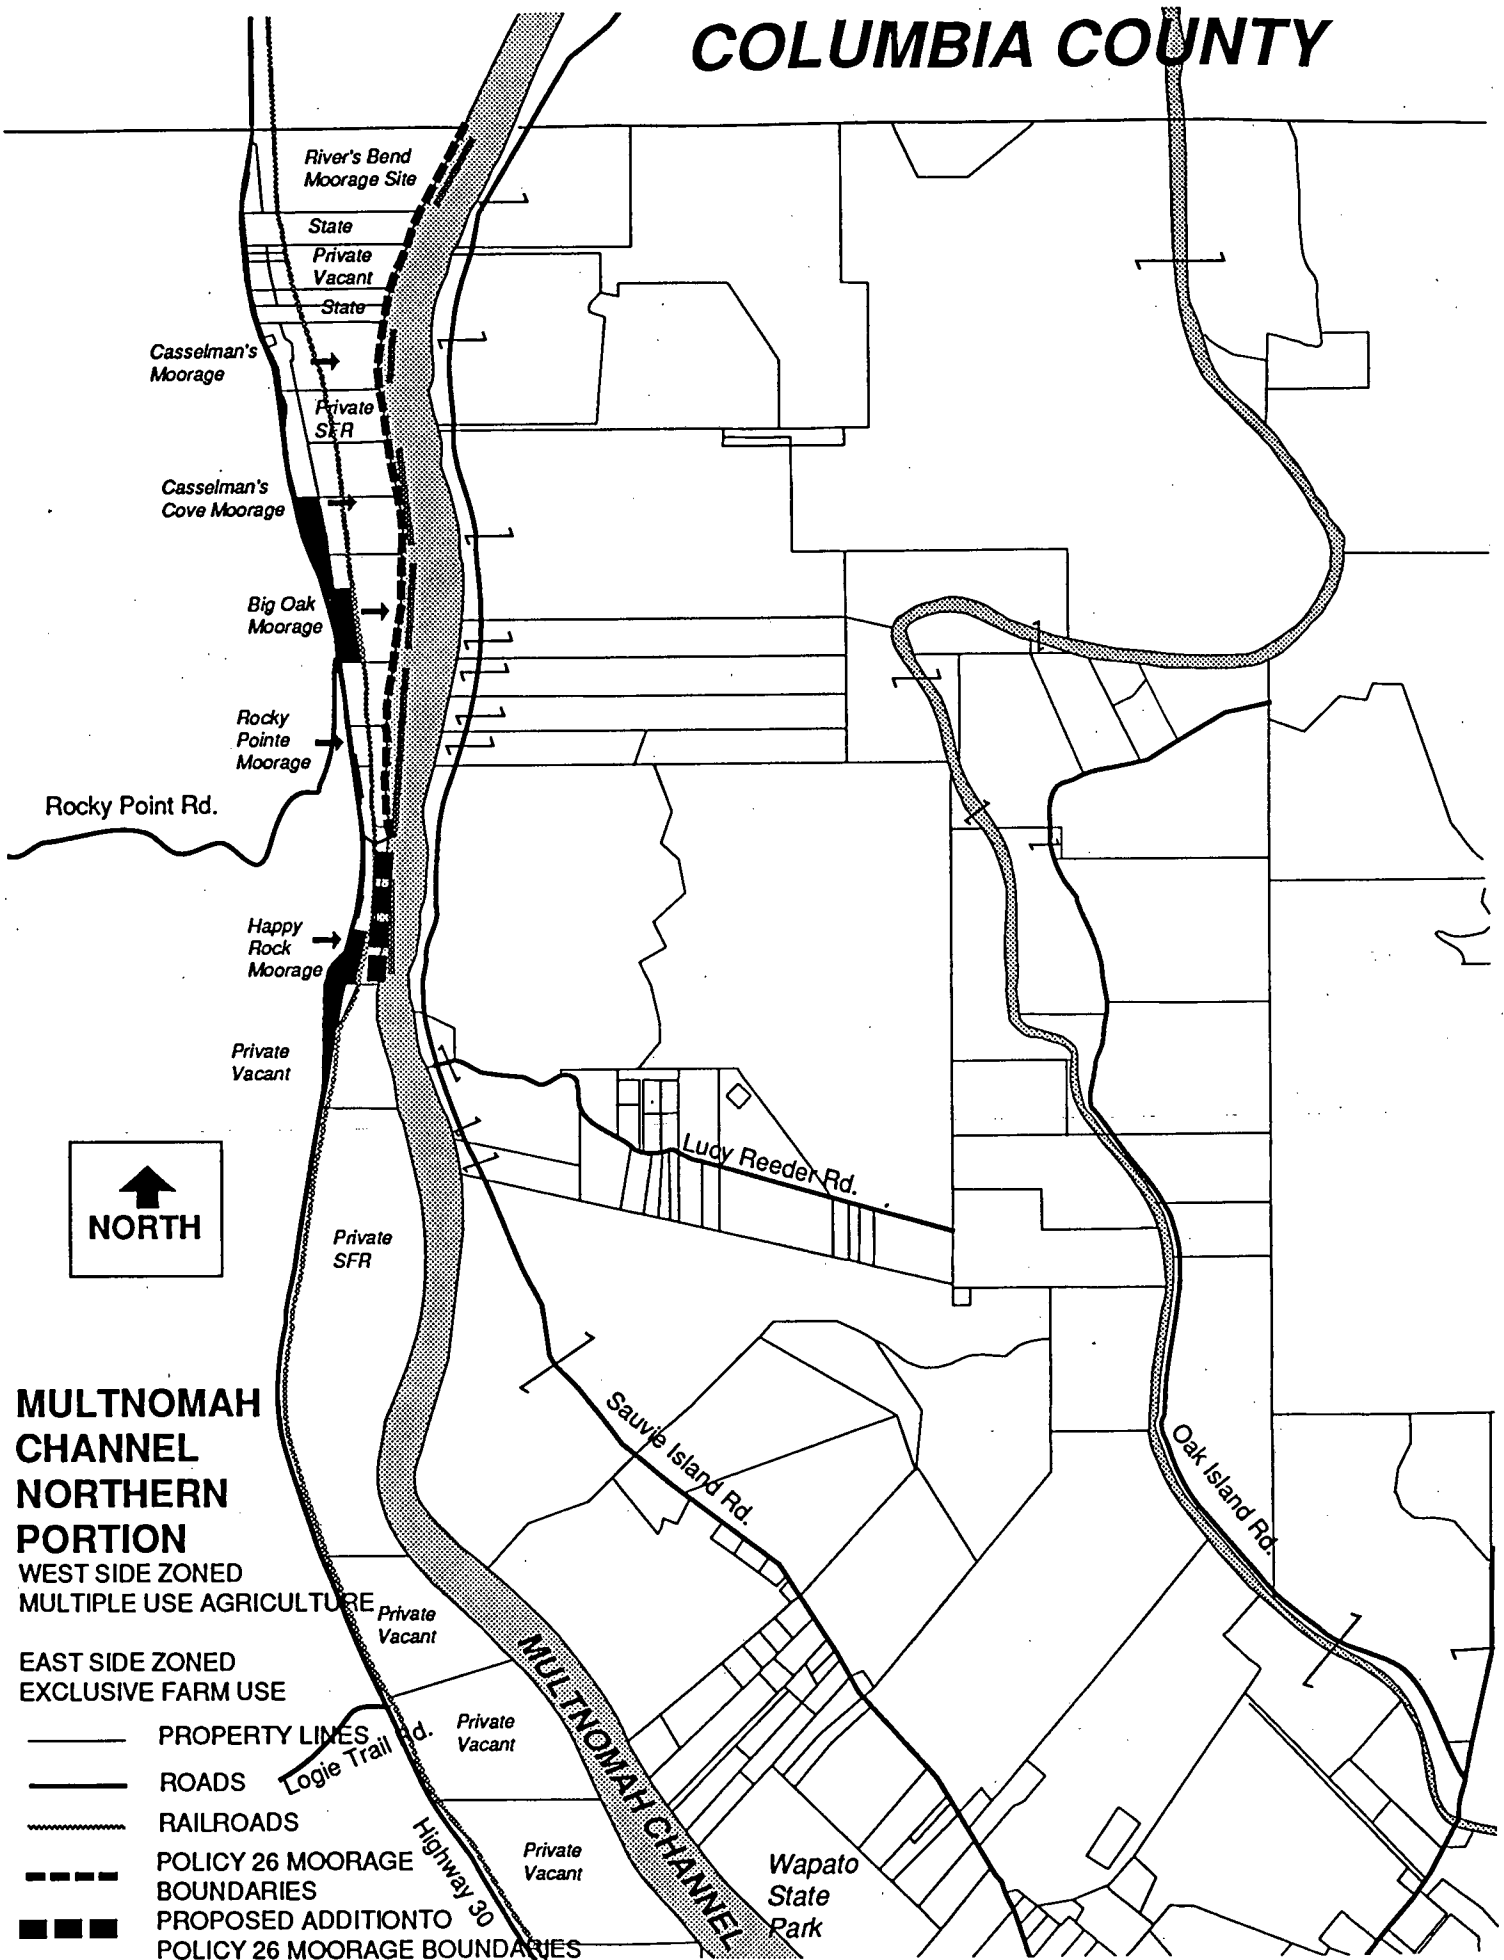 COLUMBIA COUNTY
River's Bend
Moorage Site
State
Private
Vacant
State
Casselman's
Moorage
Private
SFR
Casselman's
Cove Moorage
Big Oak
Moorage
Rocky
Pointe
Moorage
Rocky Point Rd.
Happy
Rock
Moorage
Private
Vacant
Lucy Reeder Rd.
NORTH
Private
SFR
MULTNOMAH
CHANNEL
NORTHERN
PORTION
WEST SIDE ZONED
MULTIPLE USE AGRICULTURE
EAST SIDE ZONED
EXCLUSIVE FARM USE
PROPERTY LINES
ROADS
RAILROADS
POLICY 26 MOORAGE
BOUNDARIES
PROPOSED ADDITIONTO
POLICY 26 MOORAGE BOUNDARIES
Sauvie Island Rd.
Oak Island Rd.
Private
Vacant
Logie Trail Rd.
Private
Vacant
Highway 30
Private
Vacant
MULTNOMAH CHANNEL
Wapato
State
Park